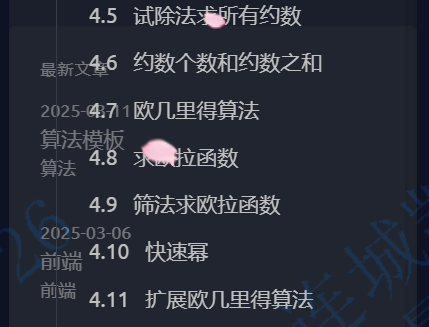 4.5 试除法求所有约数
最新文章
4.6 约数个数和约数之和
2025-03-11
4.7 欧几里得算法
算法模板
4.8 求欧拉函数
算法
4.9 筛法求欧拉函数
2025-03-06
4.10 快速幂
前端
前端
4.11 扩展欧几里得算法
26